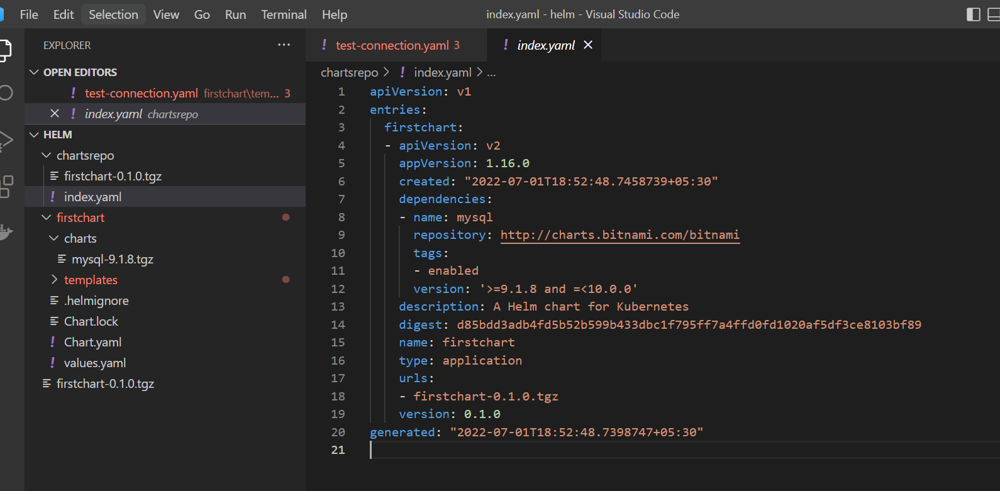 File Edit Selection View Go Run Terminal Help index.yaml - helm - Visual Studio Code
EXPLORER ...
OPEN EDITORS
! test-connection.yaml firstchart\tem... 3
! index.yaml chartsrepo
HELM
chartsrepo
firstchart-0.1.0.tgz
! index.yaml
firstchart
charts
mysql-9.1.8.tgz
templates
.helmignore
Chart.lock
! Chart.yaml
! values.yaml
firstchart-0.1.0.tgz
! test-connection.yaml 3 ! index.yaml
chartsrepo > ! index.yaml > ...
1 apiVersion: v1
2 entries:
3 firstchart:
4 - apiVersion: v2
5 appVersion: 1.16.0
6 created: "2022-07-01T18:52:48.7458739+05:30"
7 dependencies:
8 - name: mysql
9 repository: http://charts.bitnami.com/bitnami
10 tags:
11 - enabled
12 version: '>=9.1.8 and =<10.0.0'
13 description: A Helm chart for Kubernetes
14 digest: d85bdd3adb4fd5b52b599b433dbc1f795ff7a4ffd0fd1020af5df3ce8103bf89
15 name: firstchart
16 type: application
17 urls:
18 - firstchart-0.1.0.tgz
19 version: 0.1.0
20 generated: "2022-07-01T18:52:48.7398747+05:30"
21